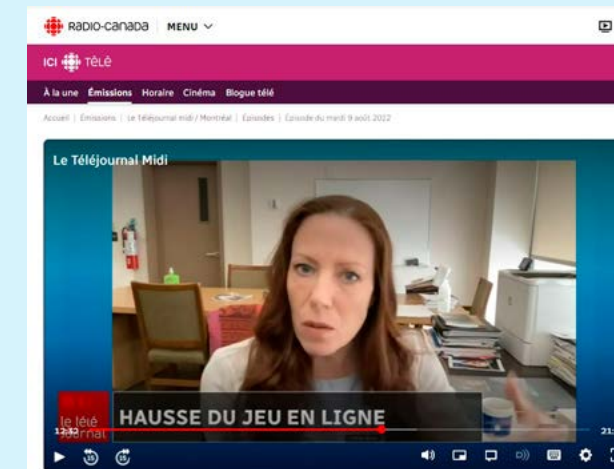 RADIO-CANADA MENU
ICI TÉLÉ
À la une Émissions Horaire Cinéma Blogue télé
Accueil | Émissions | Le Téléjournal midi / Montréal | Épisodes | Épisode du mardi 9 août 2022
Le Téléjournal Midi
le télé
journal
HAUSSE DU JEU EN LIGNE
12:32
21:
15 15